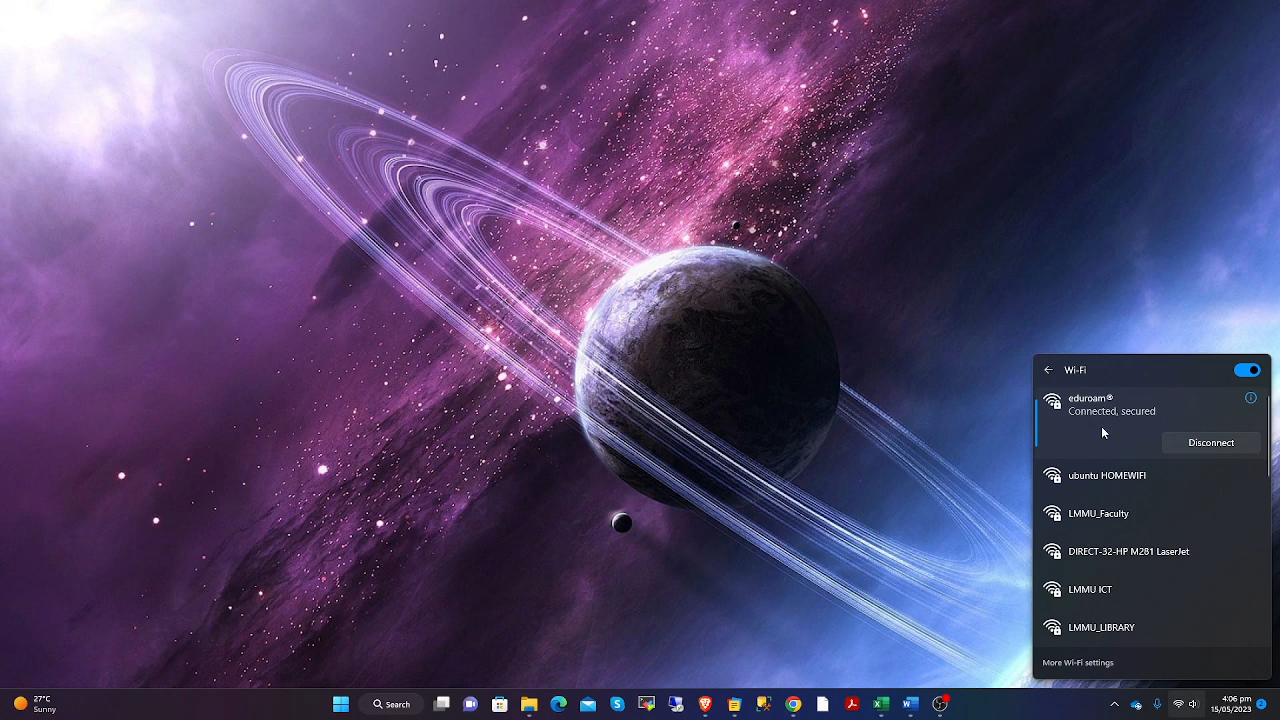 Wi-Fi
eduroam®
Connected, secured
Disconnect
ubuntu HOMEWIFI
LMMU_Faculty
DIRECT-32-HP M281 LaserJet
LMMU ICT
LMMU_LIBRARY
More Wi-Fi settings
27°C
Sunny
Search
4:06 pm
15/05/2023
2